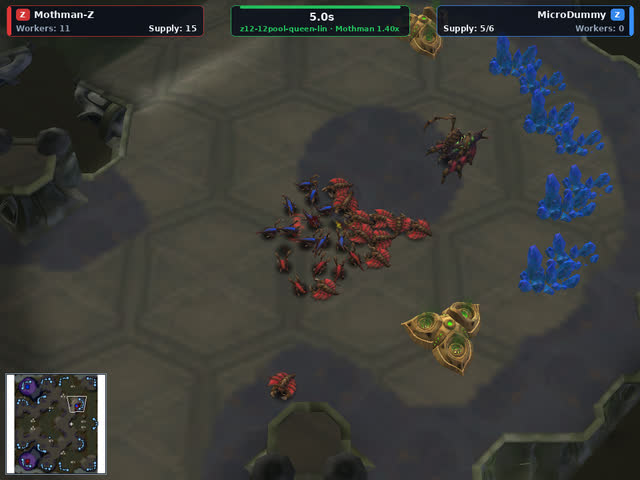 Z Mothman-Z
Workers: 11 Supply: 15
5.0s
z12-12pool-queen-lin · Mothman 1.40x
MicroDummy Z
Supply: 5/6 Workers: 0